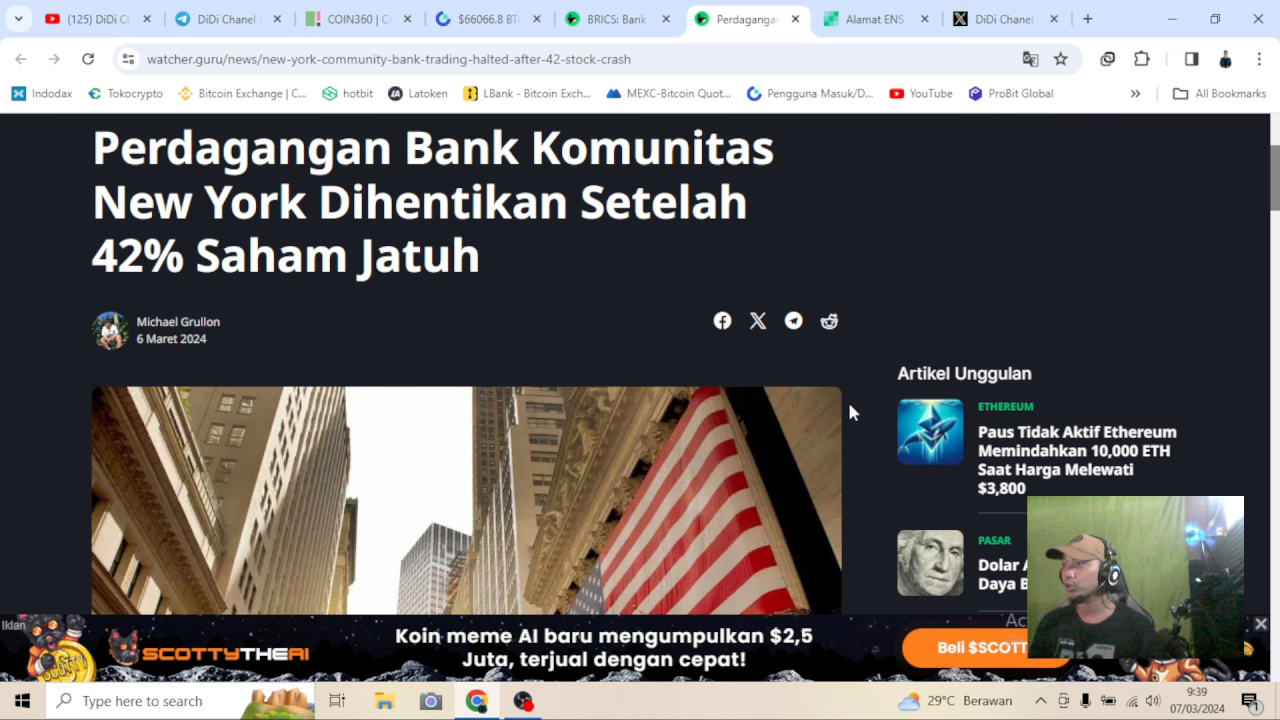 (125) DiDi C
DiDi Chanel
COIN360 | C
$66066.8 BT
BRICS: Bank
Perdagangan
Alamat ENS
DiDi Chanel
watcher.guru/news/new-york-community-bank-trading-halted-after-42-stock-crash
Indodax
Tokocrypto
Bitcoin Exchange | C...
hotbit
Latoken
LBank - Bitcoin Exch...
MEXC-Bitcoin Quot...
Pengguna Masuk/D...
YouTube
ProBit Global
All Bookmarks
Perdagangan Bank Komunitas
New York Dihentikan Setelah
42% Saham Jatuh
Michael Grullon
6 Maret 2024
Artikel Unggulan
ETHEREUM
Paus Tidak Aktif Ethereum
Memindahkan 10,000 ETH
Saat Harga Melewati
$3,800
PASAR
Dolar A
Daya B
Iklan
SCOTTYTHEAI
Koin meme AI baru mengumpulkan $2,5
Juta, terjual dengan cepat!
Beli $SCOTT
Type here to search
29°C Berawan
9:39
07/03/2024